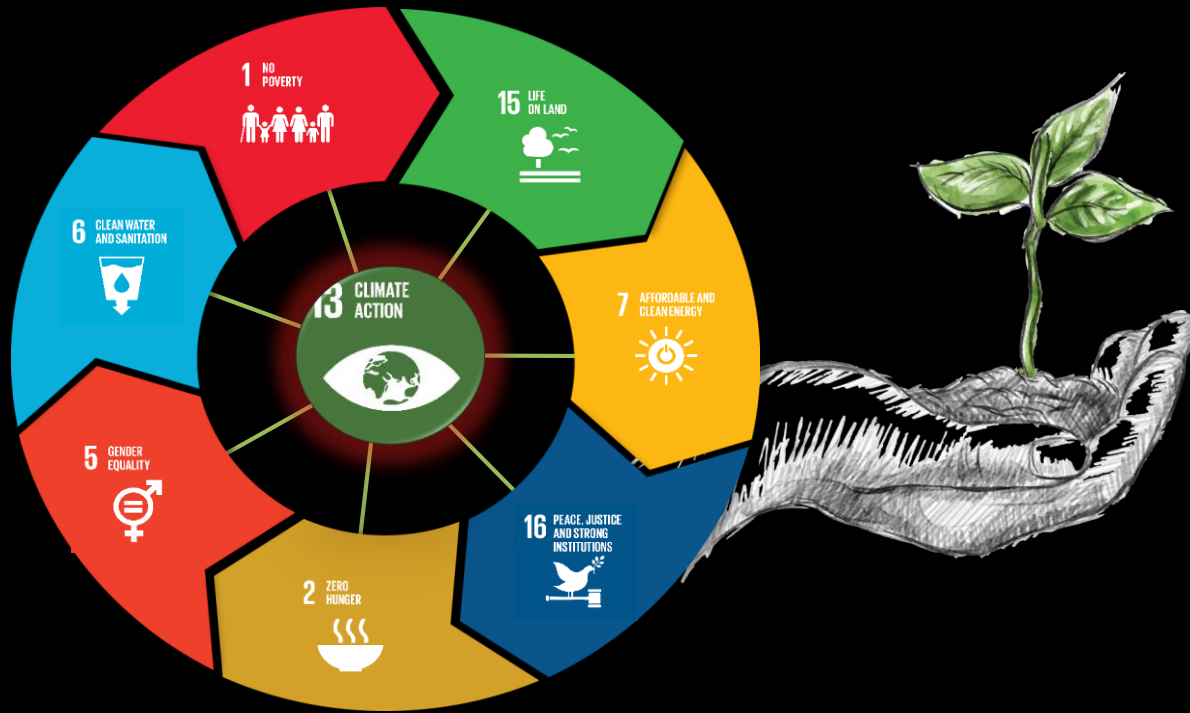 1 NO
POVERTY
15 LIFE
ON LAND
7 AFFORDABLE AND
CLEAN ENERGY
16 PEACE, JUSTICE
AND STRONG
INSTITUTIONS
2 ZERO
HUNGER
5 GENDER
EQUALITY
6 CLEAN WATER
AND SANITATION
13 CLIMATE
ACTION